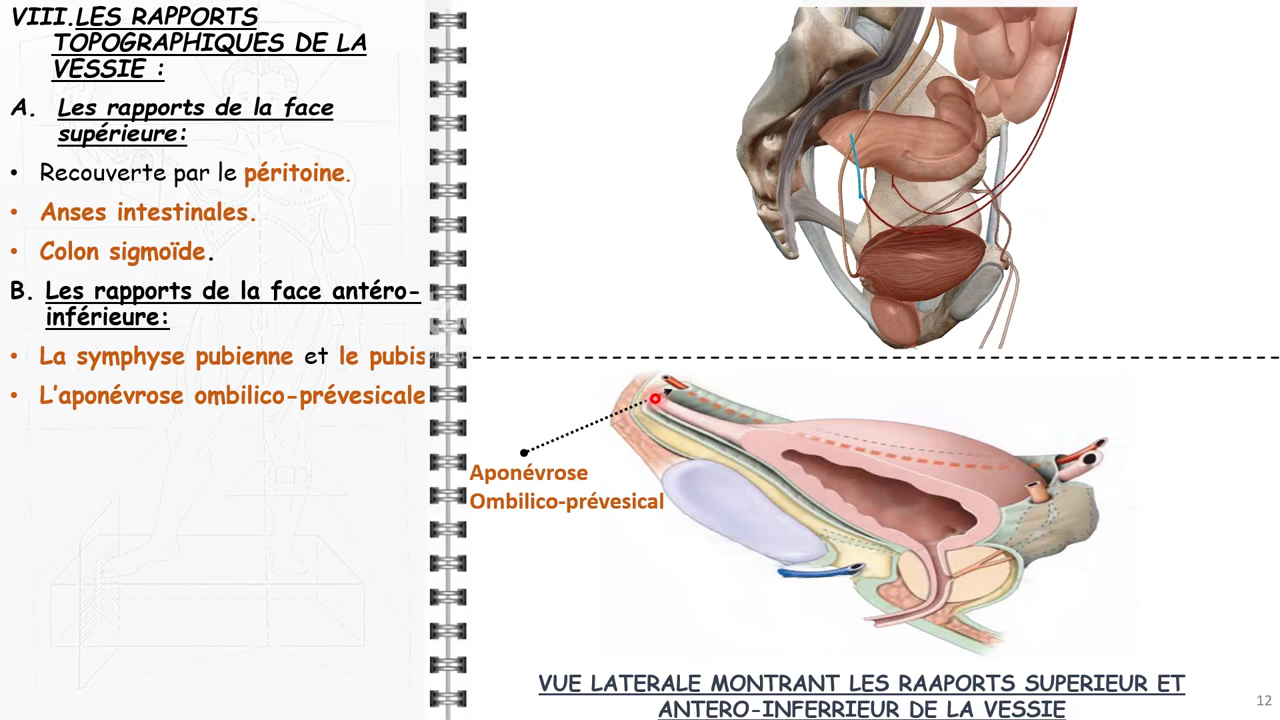 VIII.LES RAPPORTS
TOPOGRAPHIQUES DE LA
VESSIE :
A. Les rapports de la face
supérieure:
• Recouverte par le péritoine.
• Anses intestinales.
• Colon sigmoïde.
B. Les rapports de la face antéro-
inférieure:
• La symphyse pubienne et le pubis
• L'aponévrose ombilico-prévesicale
Aponévrose
Ombilico-prévesical
VUE LATERALE MONTRANT LES RAAPORTS SUPERIEUR ET
ANTERO-INFERRIEUR DE LA VESSIE
12